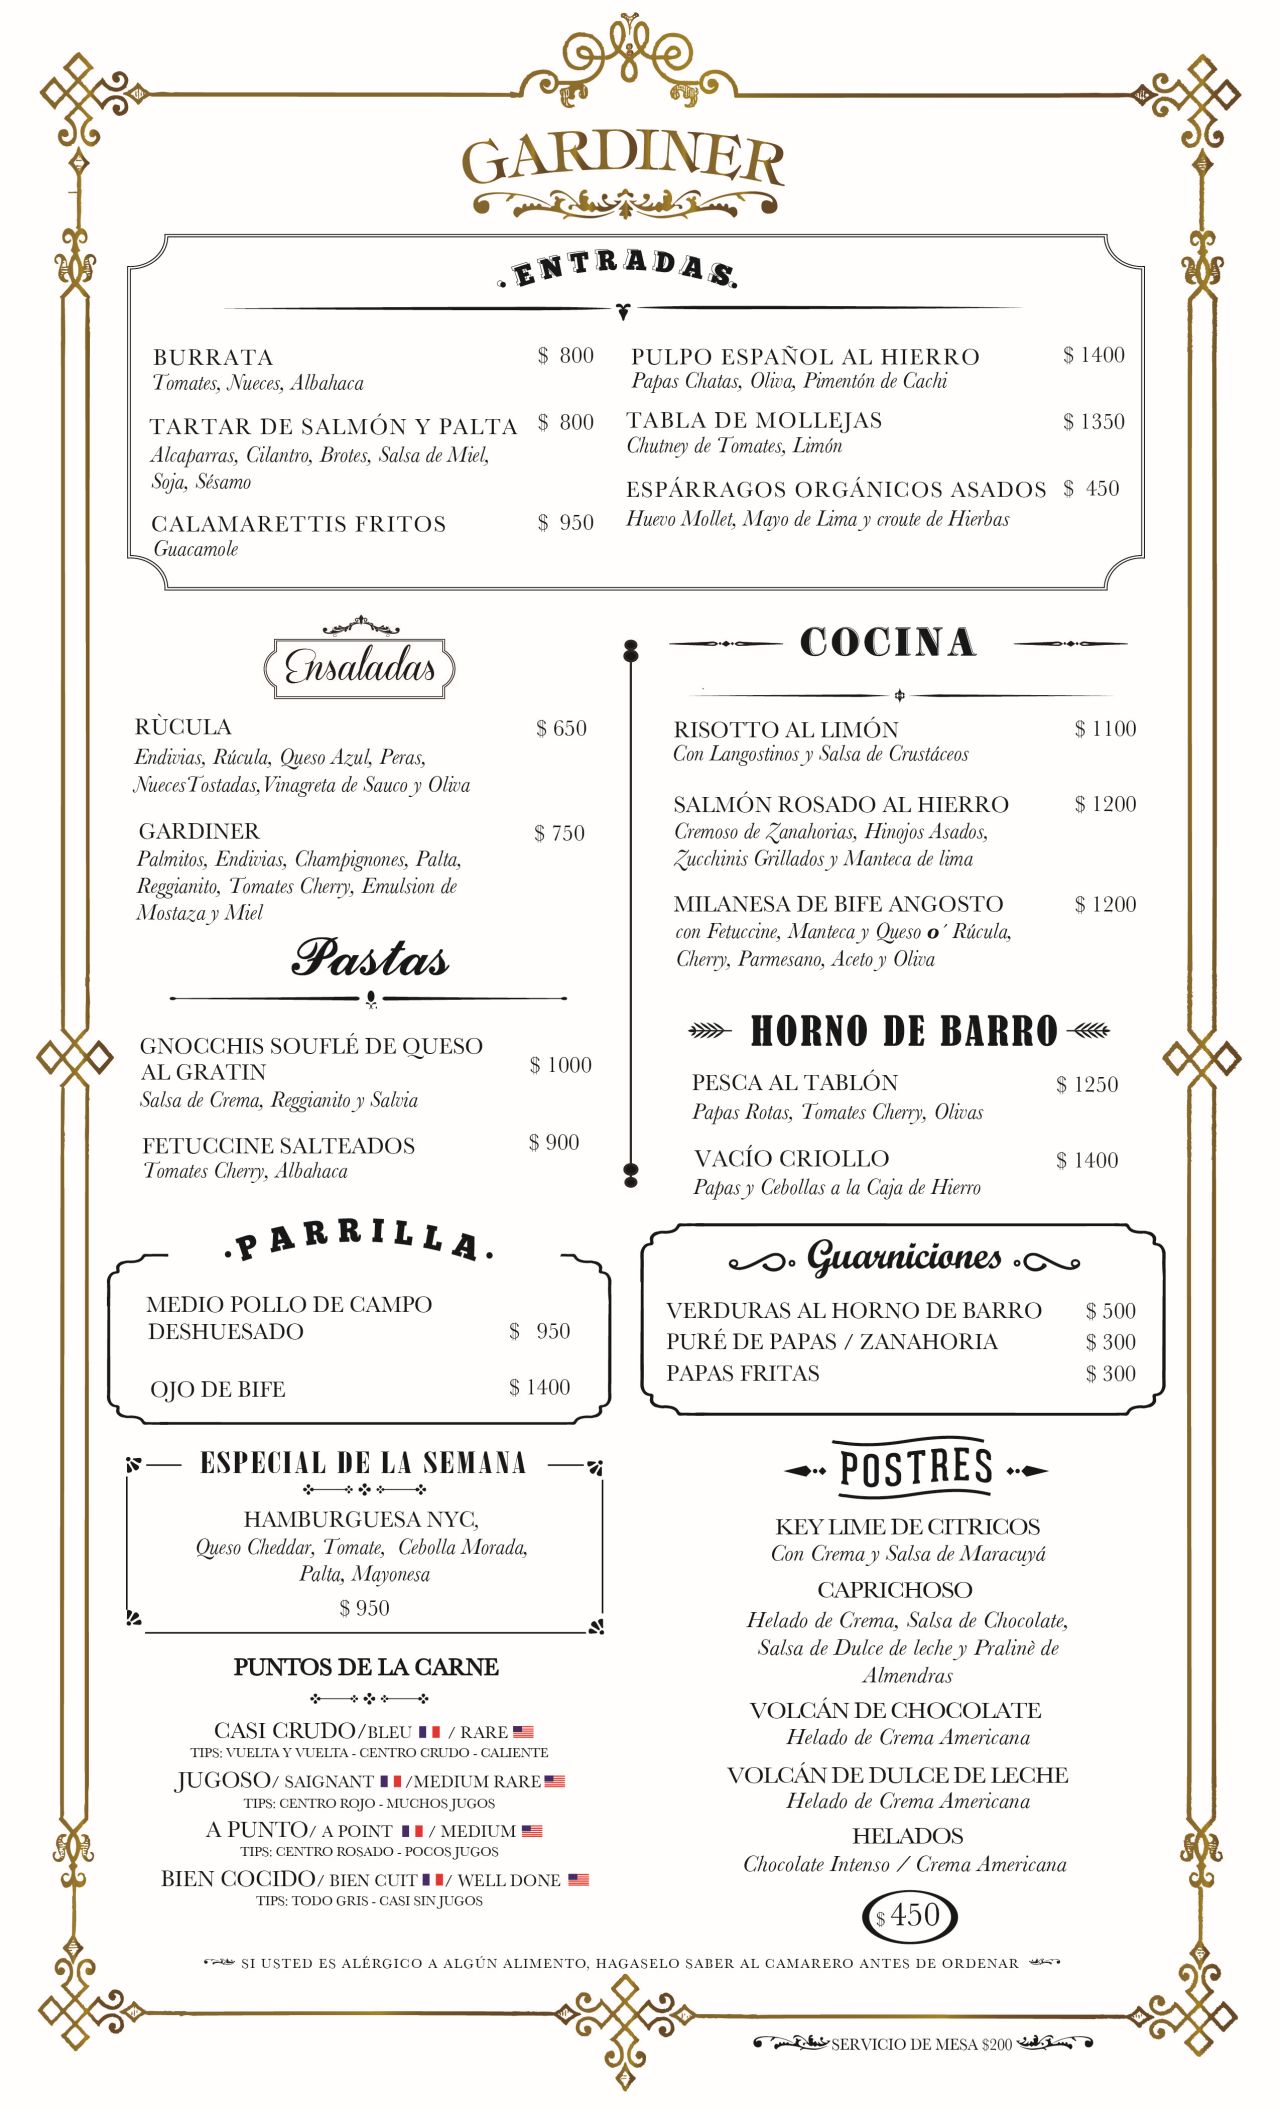 GARDINER
.ENTRADAS.
BURRATA $ 800
Tomates, Nueces, Albahaca
TARTAR DE SALMÓN Y PALTA $ 800
Alcaparras, Cilantro, Brotes, Salsa de Miel,
Soja, Sésamo
CALAMARETTIS FRITOS $ 950
Guacamole
PULPO ESPAÑOL AL HIERRO $ 1400
Papas Chatas, Oliva, Pimentón de Cachi
TABLA DE MOLLEJAS $ 1350
Chutney de Tomates, Limón
ESPÁRRAGOS ORGÁNICOS ASADOS $ 450
Huevo Mollet, Mayo de Lima y croute de Hierbas
Ensaladas
RÙCULA $ 650
Endivias, Rúcula, Queso Azul, Peras,
NuecesTostadas,Vinagreta de Sauco y Oliva
GARDINER $ 750
Palmitos, Endivias, Champignones, Palta,
Reggianito, Tomates Cherry, Emulsion de
Mostaza y Miel
Pastas
GNOCCHIS SOUFLÉ DE QUESO
AL GRATIN $ 1000
Salsa de Crema, Reggianito y Salvia
FETUCCINE SALTEADOS $ 900
Tomates Cherry, Albahaca
COCINA
RISOTTO AL LIMÓN $ 1100
Con Langostinos y Salsa de Crustáceos
SALMÓN ROSADO AL HIERRO $ 1200
Cremoso de Zanahorias, Hinojos Asados,
Zucchinis Grillados y Manteca de lima
MILANESA DE BIFE ANGOSTO $ 1200
con Fetuccine, Manteca y Queso o´ Rúcula,
Cherry, Parmesano, Aceto y Oliva
HORNO DE BARRO
PESCA AL TABLÓN $ 1250
Papas Rotas, Tomates Cherry, Olivas
VACÍO CRIOLLO $ 1400
Papas y Cebollas a la Caja de Hierro
.PARRILLA.
MEDIO POLLO DE CAMPO
DESHUESADO $ 950
OJO DE BIFE $ 1400
Guarniciones
VERDURAS AL HORNO DE BARRO $ 500
PURÉ DE PAPAS / ZANAHORIA $ 300
PAPAS FRITAS $ 300
ESPECIAL DE LA SEMANA
HAMBURGUESA NYC,
Queso Cheddar, Tomate, Cebolla Morada,
Palta, Mayonesa
$ 950
PUNTOS DE LA CARNE
CASI CRUDO/BLEU / RARE
TIPS: VUELTA Y VUELTA - CENTRO CRUDO - CALIENTE
JUGOSO/ SAIGNANT /MEDIUM RARE
TIPS: CENTRO ROJO - MUCHOS JUGOS
A PUNTO/ A POINT / MEDIUM
TIPS: CENTRO ROSADO - POCOS JUGOS
BIEN COCIDO/ BIEN CUIT / WELL DONE
TIPS: TODO GRIS - CASI SIN JUGOS
POSTRES
KEY LIME DE CITRICOS
Con Crema y Salsa de Maracuyá
CAPRICHOSO
Helado de Crema, Salsa de Chocolate,
Salsa de Dulce de leche y Pralinè de
Almendras
VOLCÁN DE CHOCOLATE
Helado de Crema Americana
VOLCÁN DE DULCE DE LECHE
Helado de Crema Americana
HELADOS
Chocolate Intenso / Crema Americana
$ 450
SI USTED ES ALÉRGICO A ALGÚN ALIMENTO, HAGASELO SABER AL CAMARERO ANTES DE ORDENAR
SERVICIO DE MESA $200